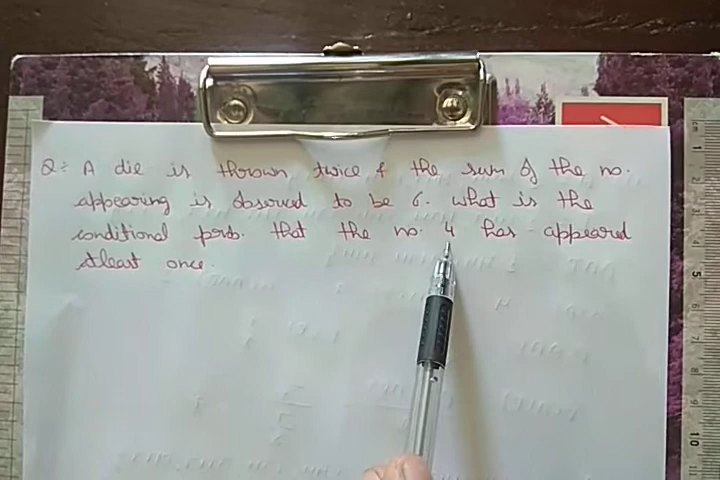 Q: A die is thrown twice & the sum of the no.
appearing is observed to be 6. What is the
conditional prob. that the no. 4 has appeared
atleast once.